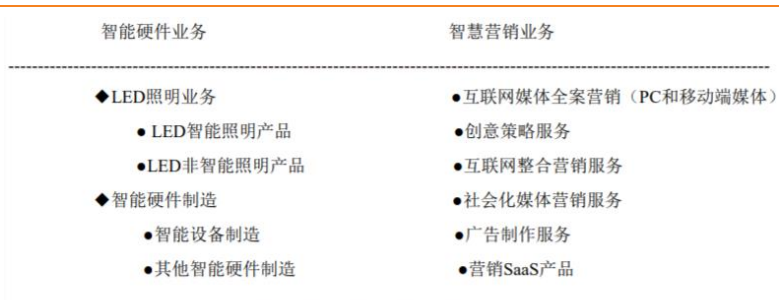 智能硬件业务 智慧营销业务
◆LED照明业务 ●互联网媒体全案营销（PC和移动端媒体）
● LED智能照明产品 ●创意策略服务
●LED非智能照明产品 ●互联网整合营销服务
◆智能硬件制造 ●社会化媒体营销服务
●智能设备制造 ●广告制作服务
●其他智能硬件制造 ●营销SaaS产品